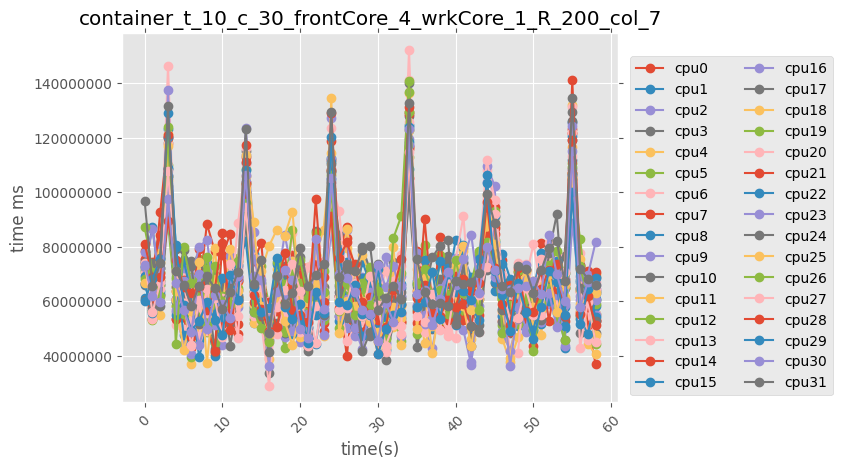 container_t_10_c_30_frontCore_4_wrkCore_1_R_200_col_7
time ms
140000000
120000000
100000000
80000000
60000000
40000000
0
10
20
30
40
50
60
time(s)
cpu0
cpu1
cpu2
cpu3
cpu4
cpu5
cpu6
cpu7
cpu8
cpu9
cpu10
cpu11
cpu12
cpu13
cpu14
cpu15
cpu16
cpu17
cpu18
cpu19
cpu20
cpu21
cpu22
cpu23
cpu24
cpu25
cpu26
cpu27
cpu28
cpu29
cpu30
cpu31